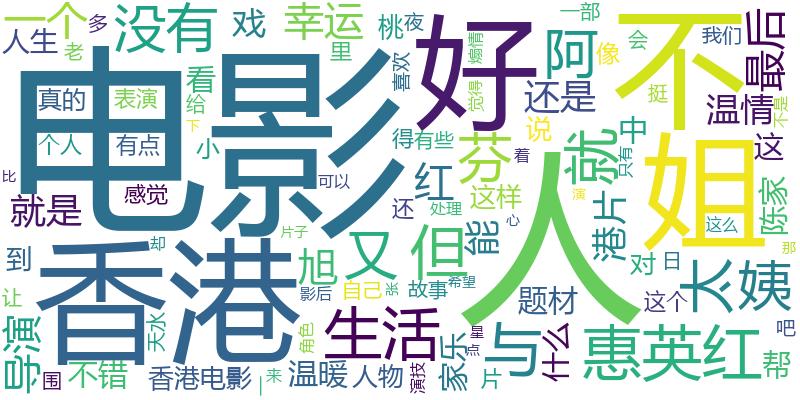 一个
多
没有
戏
幸运
里
桃
夜
一部
不
会
我们
最后
人生
老
电影
看
给
喜欢
好
煽情
觉得
阿
像
还是
挺
温情
不是
真的
表演
下
说
中
这
个人
有点
小
得
有些
芬
着
就
只有
姐
比
感觉
可以
红
这样
人
演
就是
还
处理
心
能
港片
陈家
却
片子
旭
又
但
这么
那
到
香港
对
日
太姨
让
影后
自己
张
故事
希望
题材
这个
天水
角色
生活
星
与
什么
惠英红
吧
导演
围
不错
香港电影
一
来
温暖
人物
演技
家乐
点
片
帮